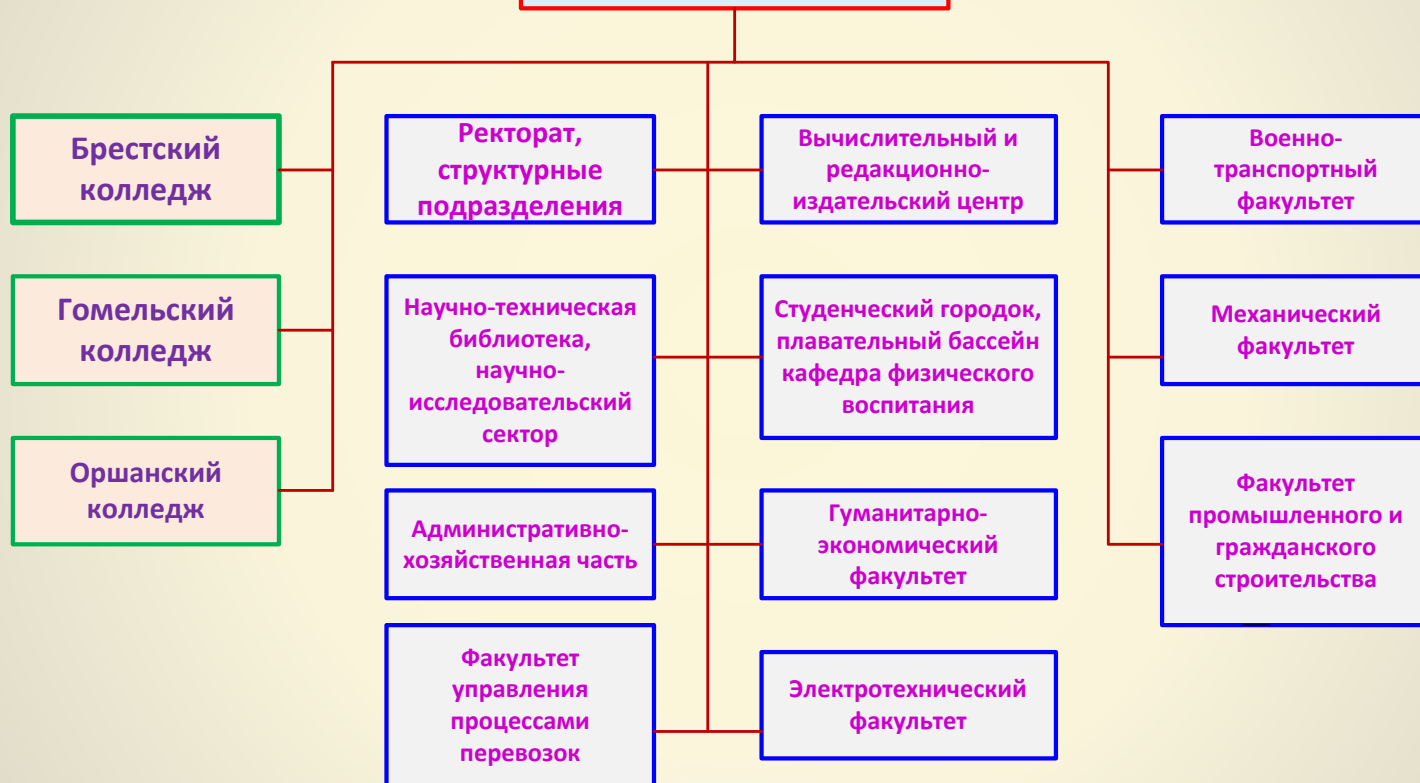 Брестский
колледж
Ректорат,
структурные
подразделения
Вычислительный и
редакционно-
издательский центр
Военно-
транспортный
факультет
Гомельский
колледж
Научно-техническая
библиотека,
научно-
исследовательский
сектор
Студенческий городок,
плавательный бассейн
кафедра физического
воспитания
Механический
факультет
Оршанский
колледж
Административно-
хозяйственная часть
Гуманитарно-
экономический
факультет
Факультет
промышленного и
гражданского
строительства
Факультет
управления
процессами
перевозок
Электротехнический
факультет